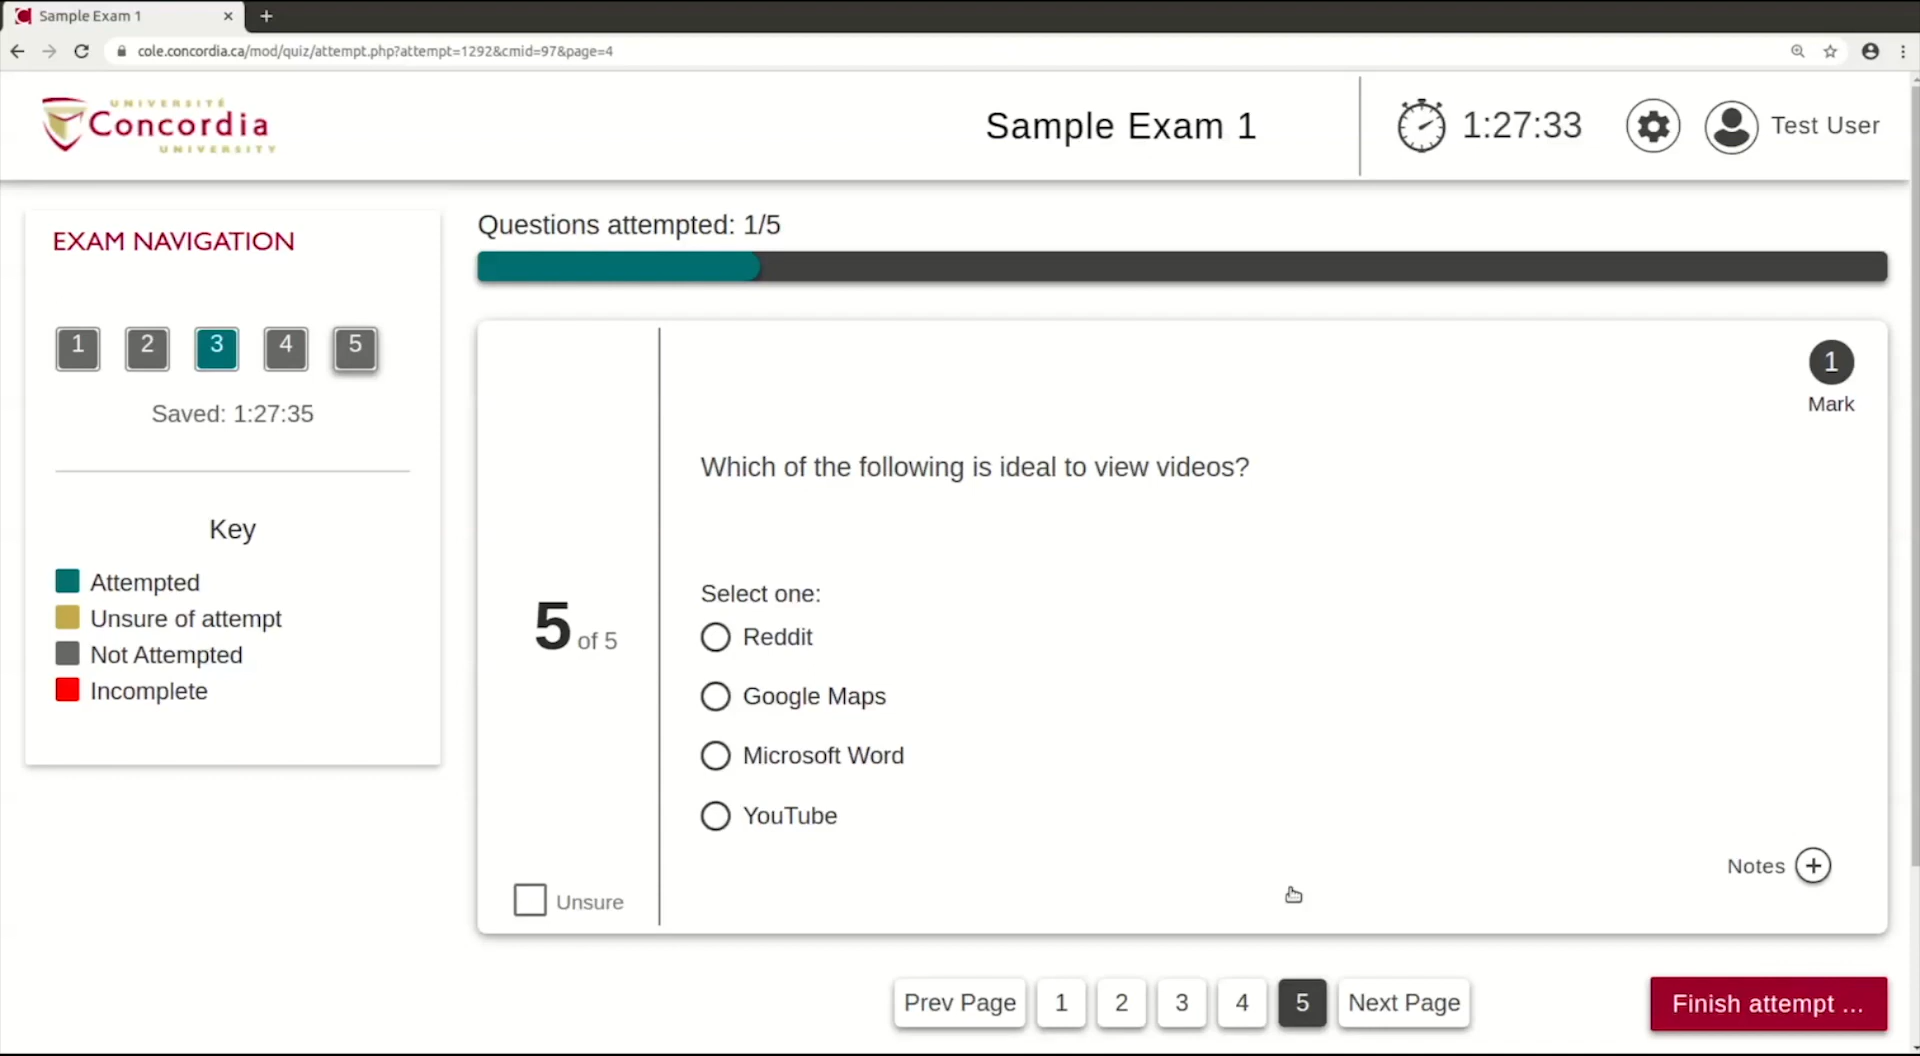 Sample Exam 1
cole.concordia.ca/mod/quiz/attempt.php?attempt=1292&cmid=97&page=4
UNIVERSITÉ
Concordia
UNIVERSITY
Sample Exam 1
1:27:33
Test User
EXAM NAVIGATION
1 2 3 4 5
Saved: 1:27:35
Key
Attempted
Unsure of attempt
Not Attempted
Incomplete
Questions attempted: 1/5
5 of 5
Unsure
1
Mark
Which of the following is ideal to view videos?
Select one:
Reddit
Google Maps
Microsoft Word
YouTube
Notes
Prev Page 1 2 3 4 5 Next Page
Finish attempt ...